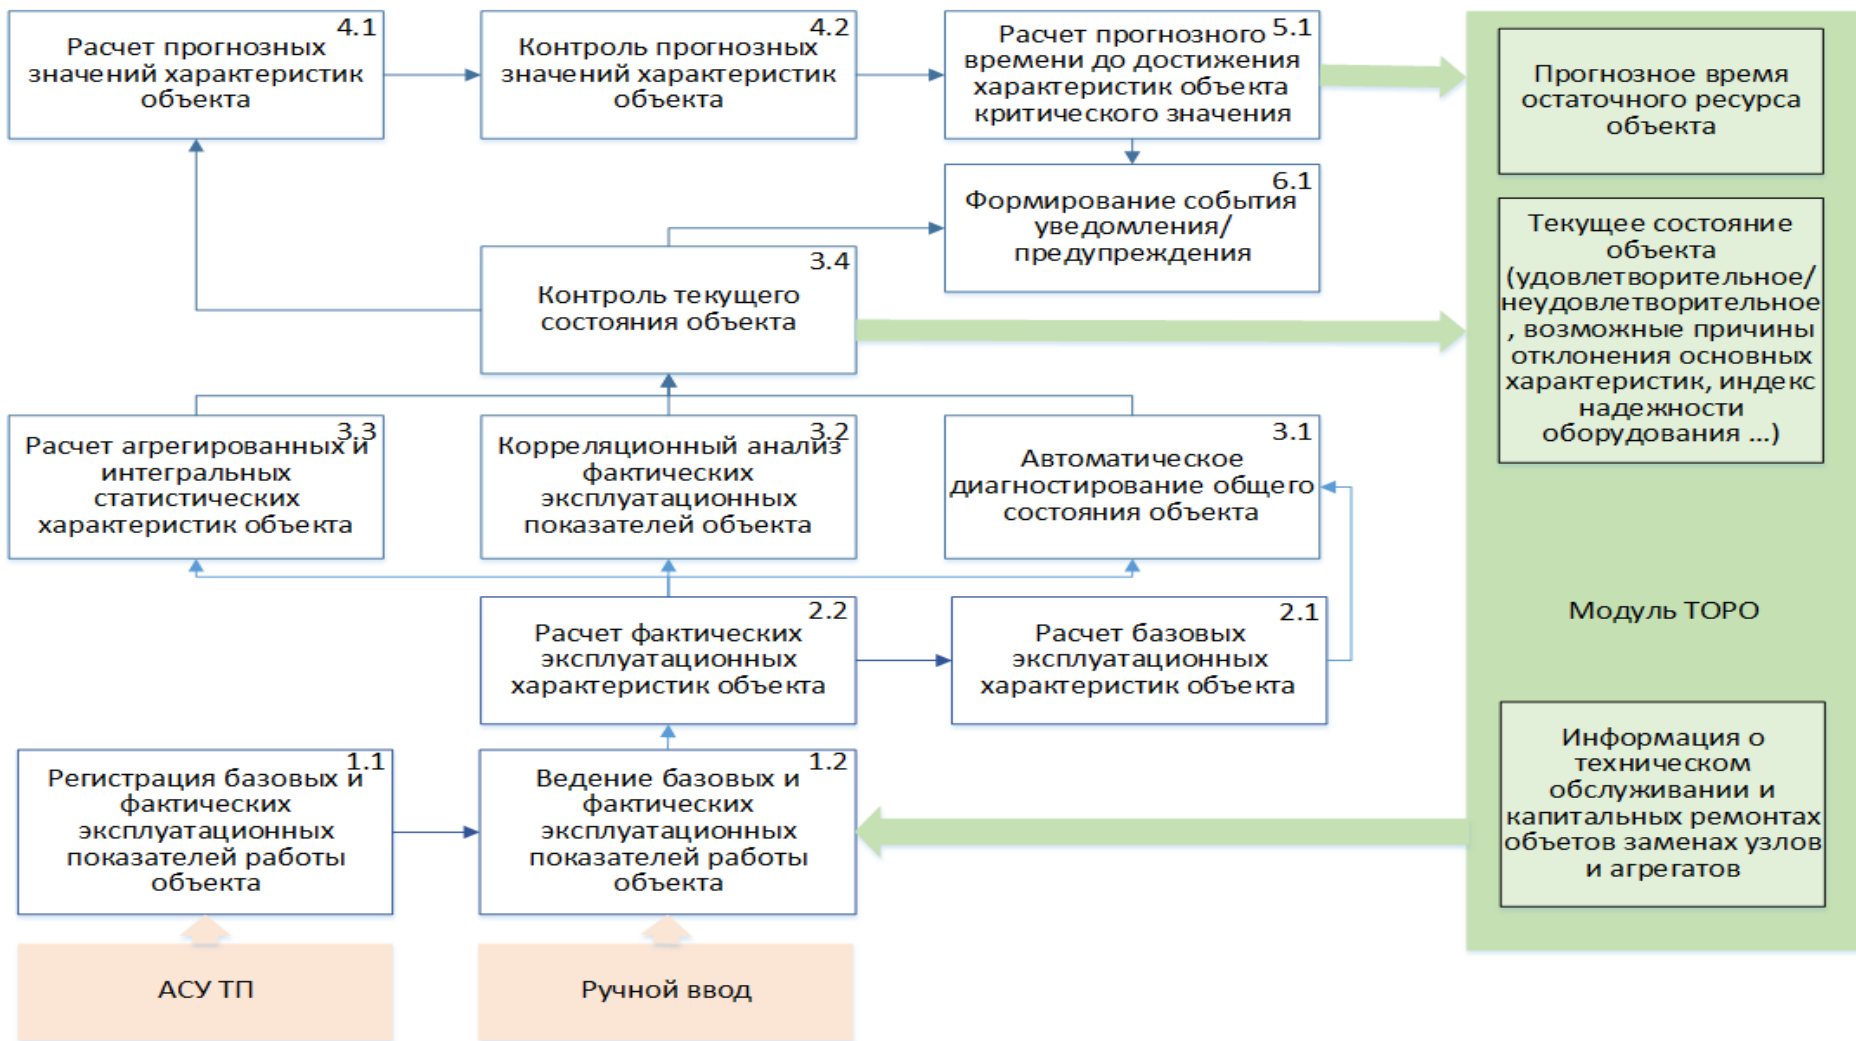 4.1
Расчет прогнозных
значений характеристик
объекта
4.2
Контроль прогнозных
значений характеристик
объекта
5.1
Расчет прогнозного
времени до достижения
характеристик объекта
критического значения
Прогнозное время
остаточного ресурса
объекта
6.1
Формирование события
уведомления/
предупреждения
Текущее состояние
объекта
(удовлетворительное/
неудовлетворительное
, возможные причины
отклонения основных
характеристик, индекс
надежности
оборудования ...)
3.4
Контроль текущего
состояния объекта
3.3
Расчет агрегированных и
интегральных
статистических
характеристик объекта
3.2
Корреляционный анализ
фактических
эксплуатационных
показателей объекта
3.1
Автоматическое
диагностирование общего
состояния объекта
2.2
Расчет фактических
эксплуатационных
характеристик объекта
2.1
Расчет базовых
эксплуатационных
характеристик объекта
Модуль ТОРО
1.1
Регистрация базовых и
фактических
эксплуатационных
показателей работы
объекта
1.2
Ведение базовых и
фактических
эксплуатационных
показателей работы
объекта
Информация о
техническом
обслуживании и
капитальных ремонтах
объетов заменах узлов
и агрегатов
АСУ ТП
Ручной ввод